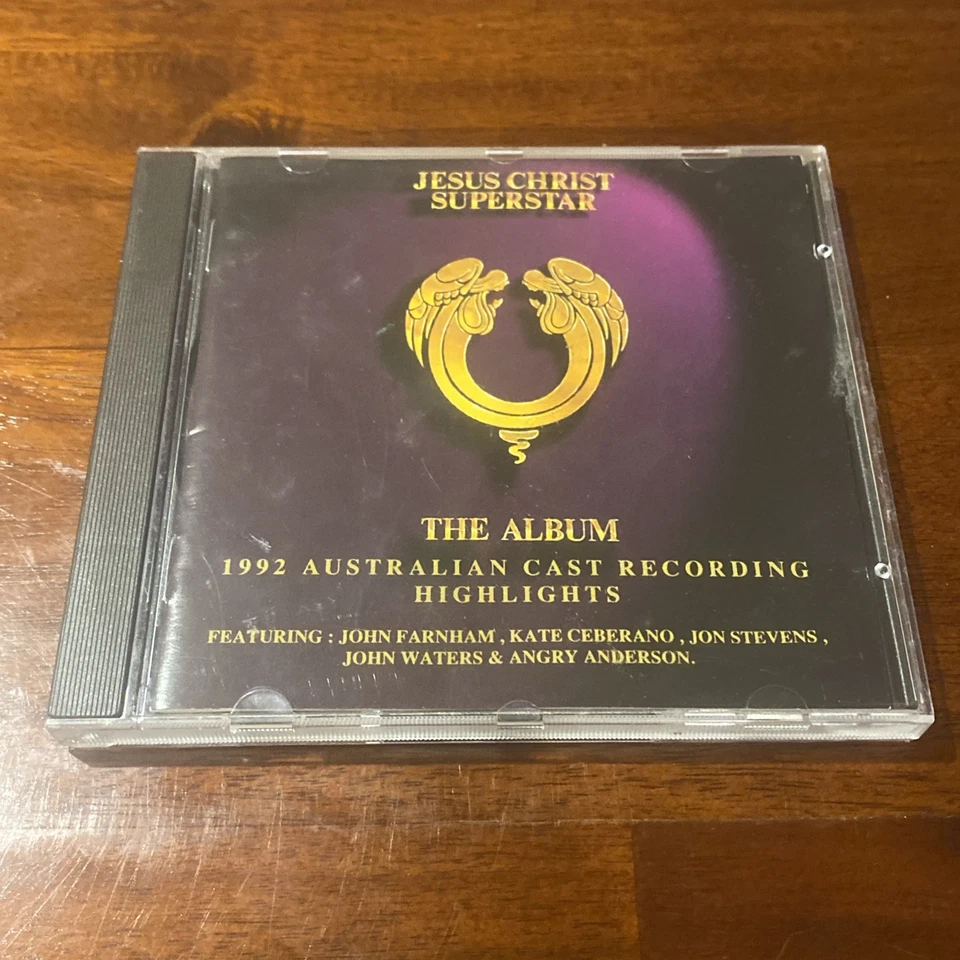 JESUS CHRIST
SUPERSTAR
THE ALBUM
1992 AUSTRALIAN CAST RECORDING
HIGHLIGHTS
FEATURING : JOHN FARNHAM , KATE CEBERANO , JON STEVENS ,
JOHN WATERS & ANGRY ANDERSON.